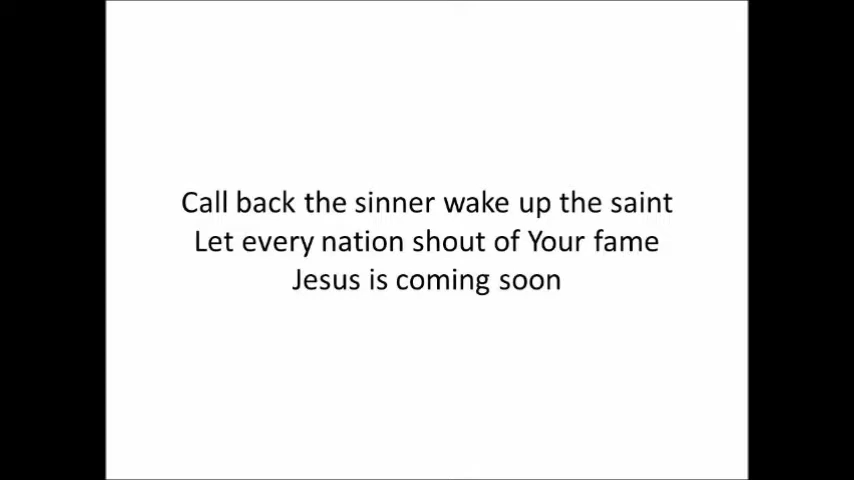 Call back the sinner wake up the saint
Let every nation shout of Your fame
Jesus is coming soon